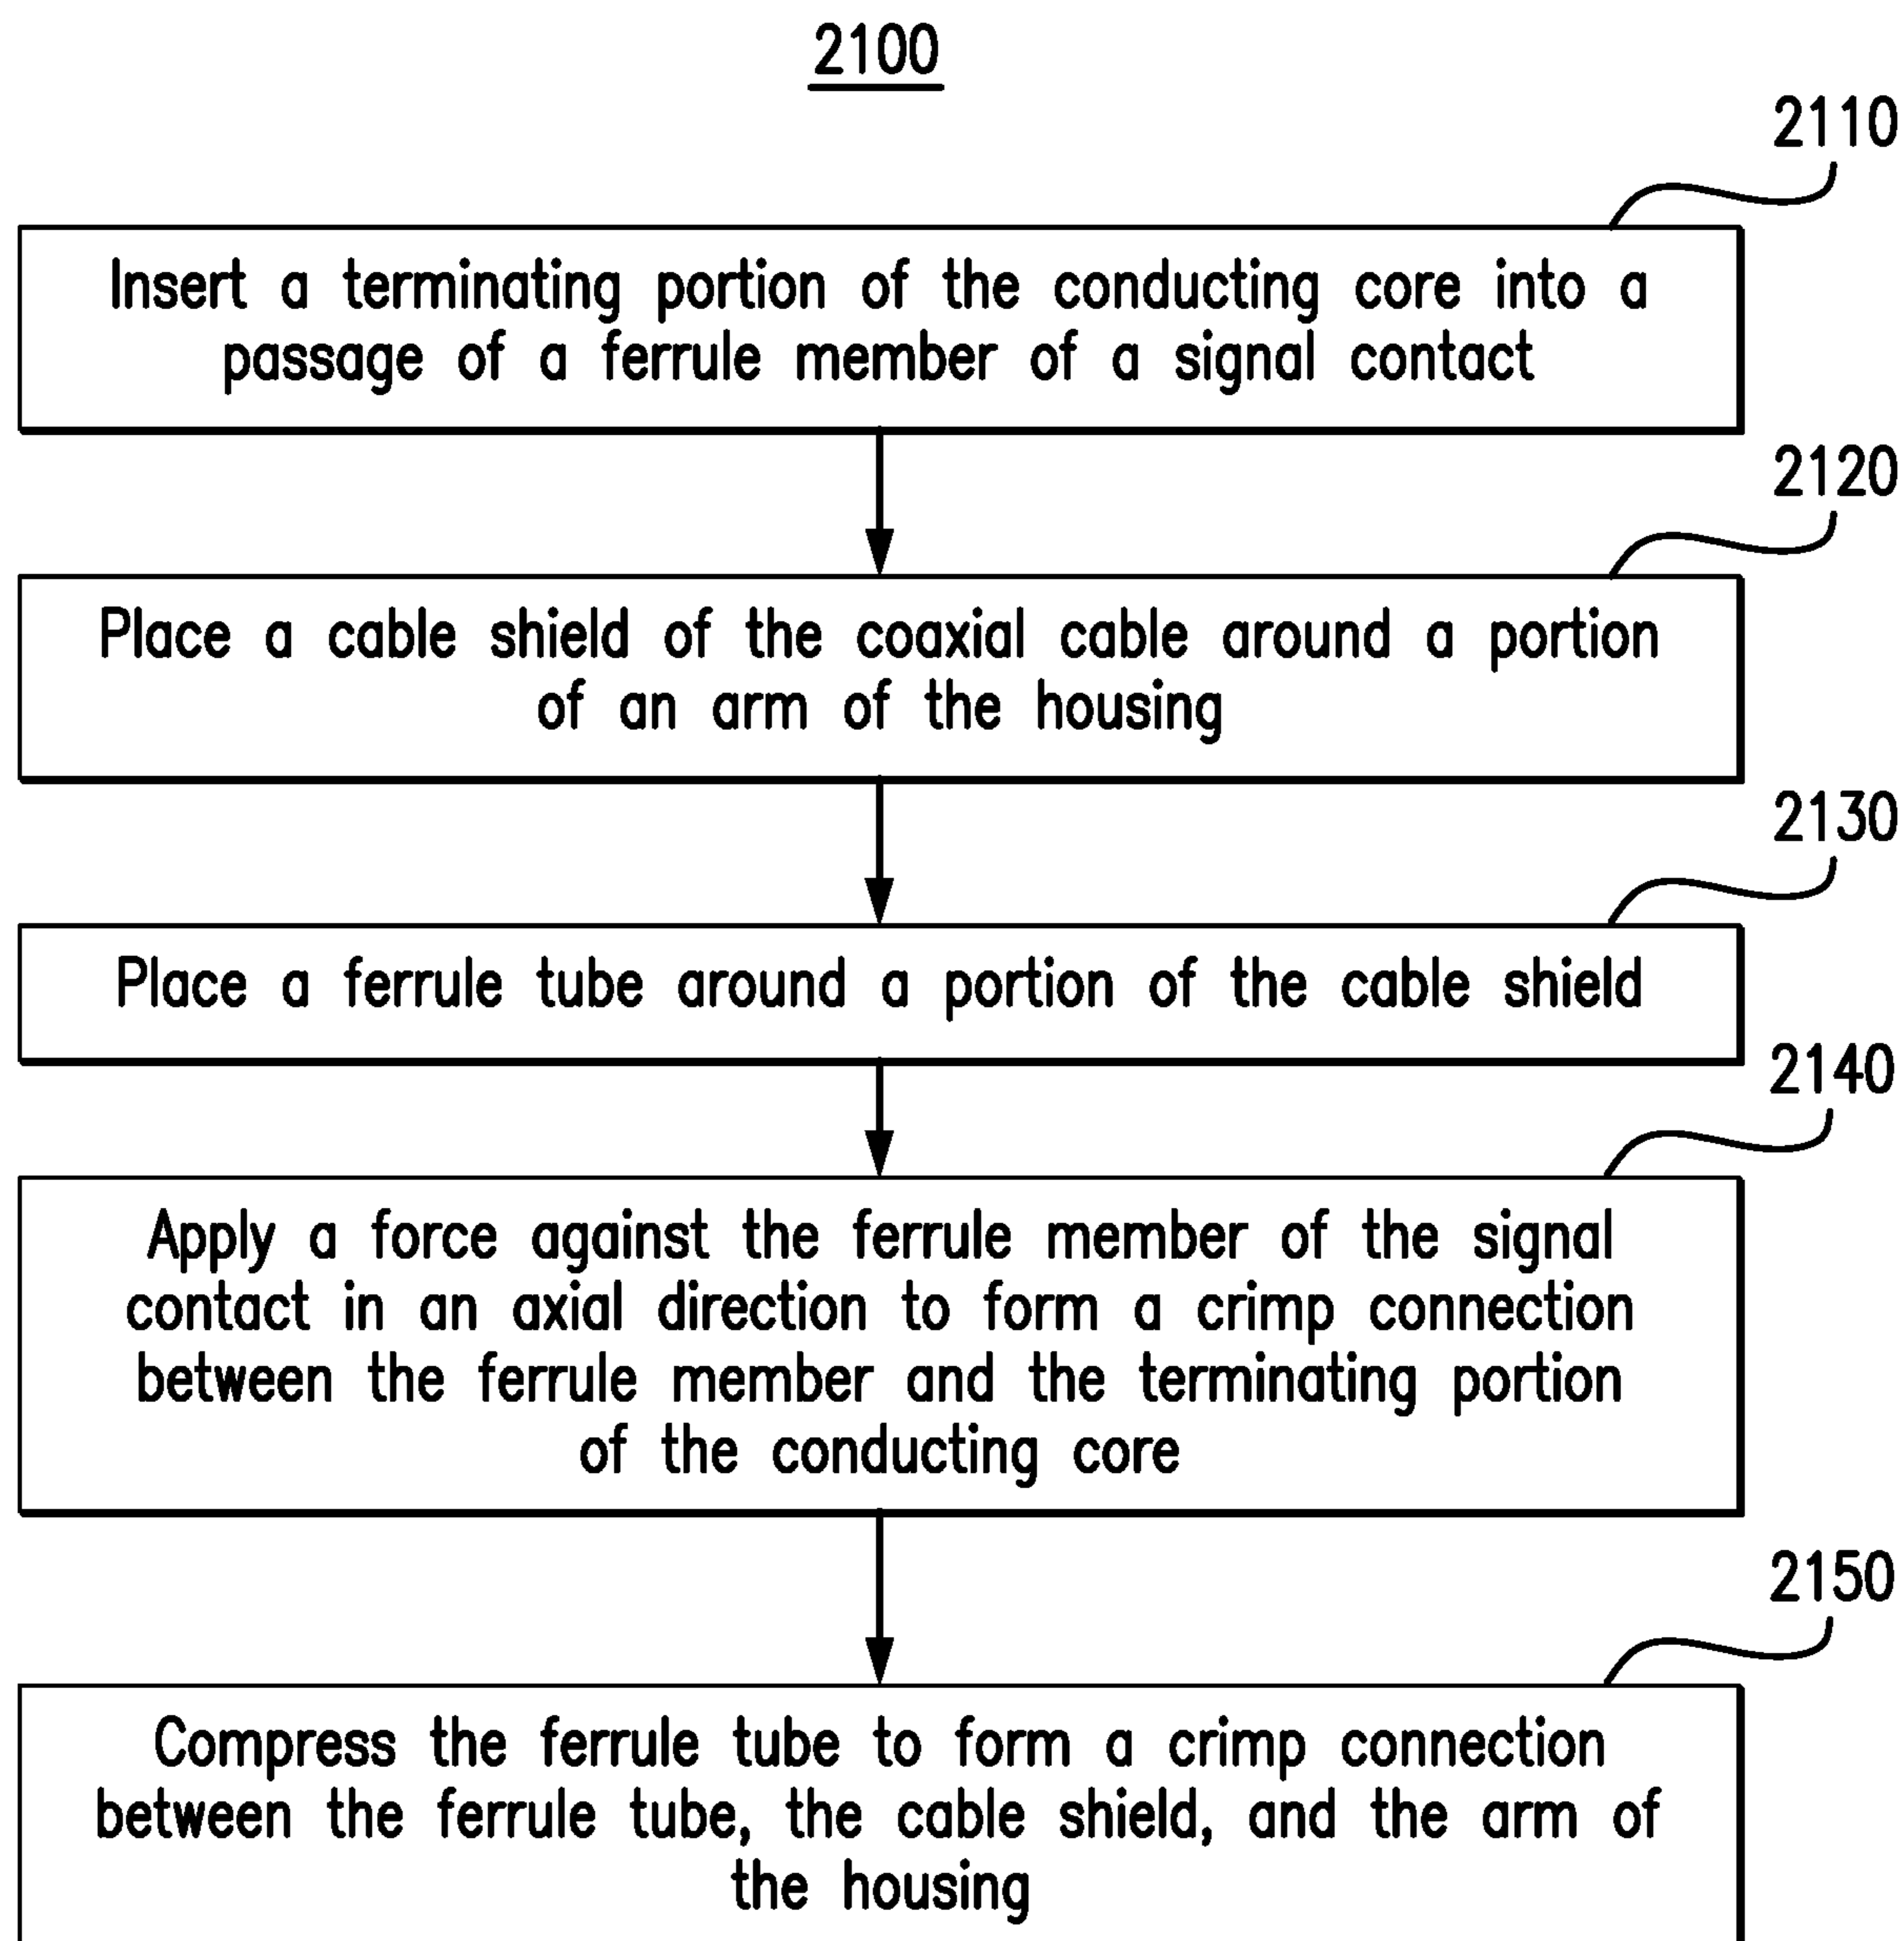 2100
2110
Insert a terminating portion of the conducting core into a
passage of a ferrule member of a signal contact
2120
Place a cable shield of the coaxial cable around a portion
of an arm of the housing
2130
Place a ferrule tube around a portion of the cable shield
2140
Apply a force against the ferrule member of the signal
contact in an axial direction to form a crimp connection
between the ferrule member and the terminating portion
of the conducting core
2150
Compress the ferrule tube to form a crimp connection
between the ferrule tube, the cable shield, and the arm of
the housing